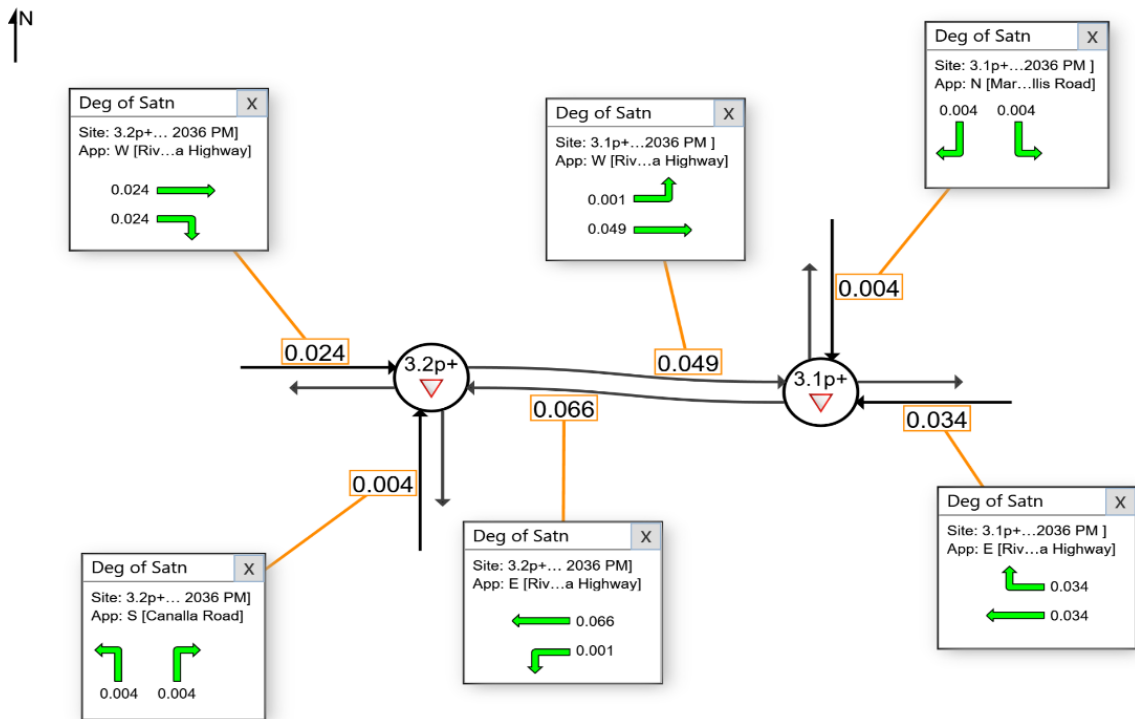 N
Deg of Satn X
Site: 3.1p+…2036 PM ]
App: N [Mar…llis Road]
0.004 0.004
Deg of Satn X
Site: 3.2p+… 2036 PM]
App: W [Riv…a Highway]
0.024
0.024
Deg of Satn X
Site: 3.1p+…2036 PM ]
App: W [Riv…a Highway]
0.001
0.049
0.004
0.024
3.2p+
0.049
3.1p+
0.066
0.034
0.004
Deg of Satn X
Site: 3.1p+…2036 PM ]
App: E [Riv…a Highway]
0.034
0.034
Deg of Satn X
Site: 3.2p+… 2036 PM]
App: E [Riv…a Highway]
0.066
0.001
Deg of Satn X
Site: 3.2p+… 2036 PM]
App: S [Canalla Road]
0.004 0.004